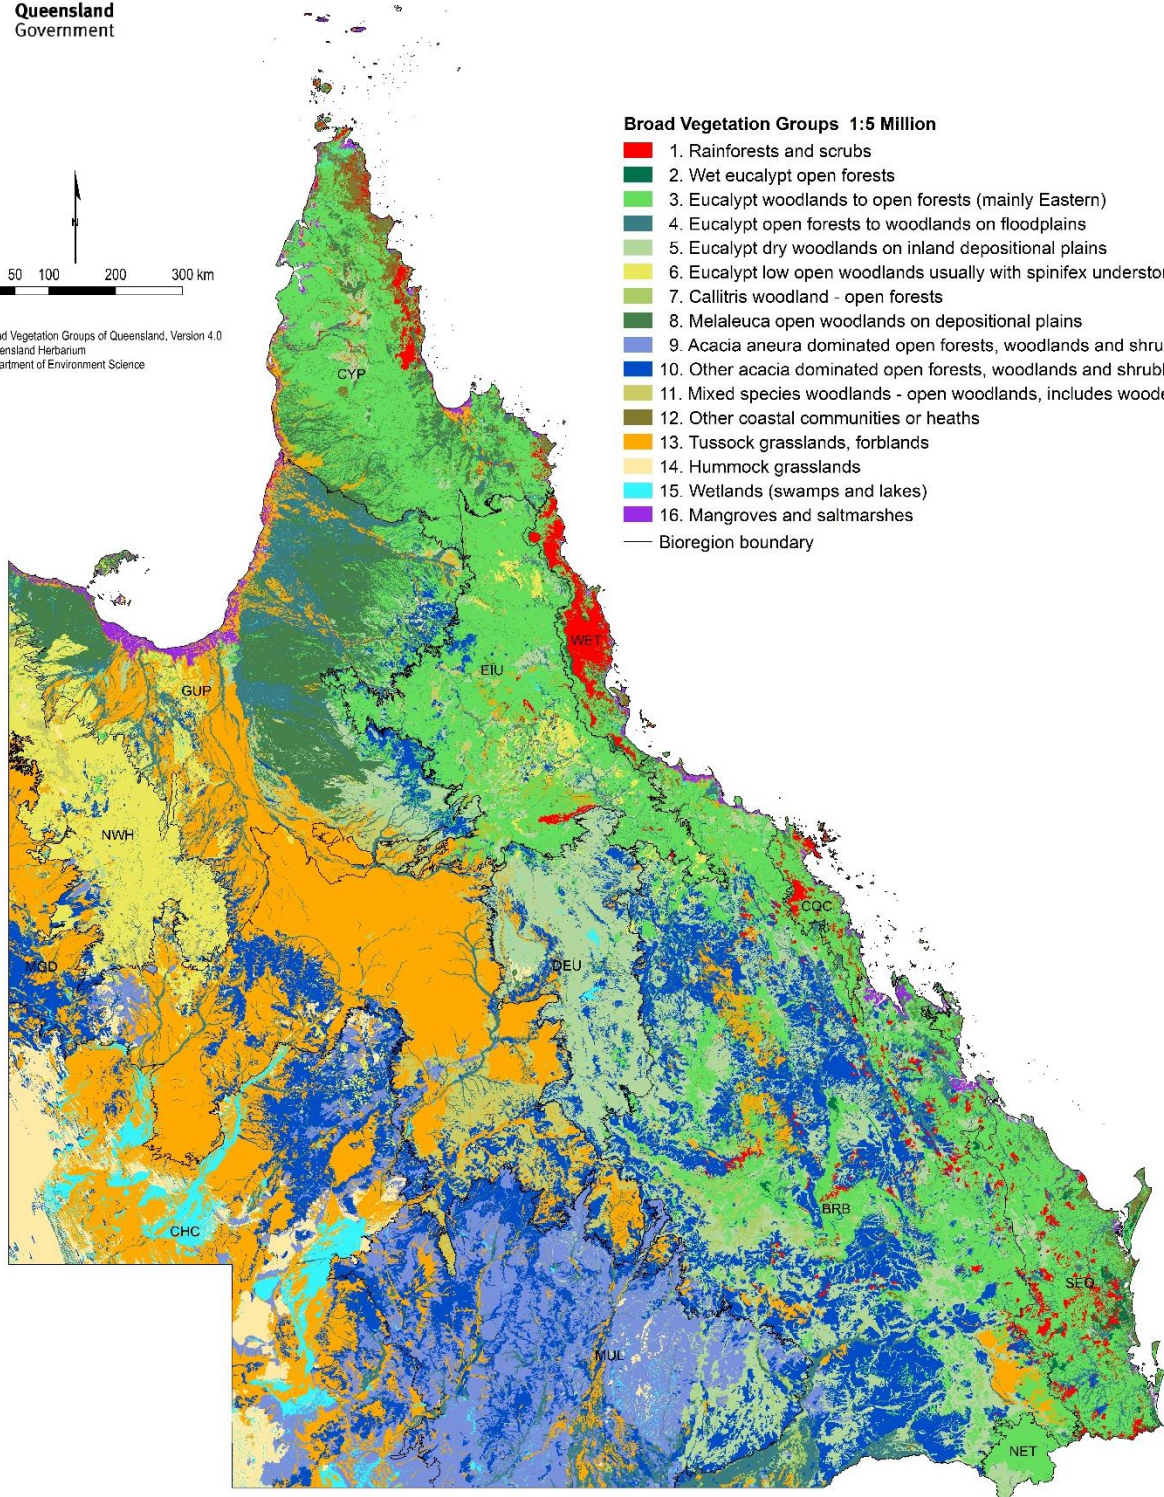 Queensland
Government
N
50 100 200 300 km
ad Vegetation Groups of Queensland, Version 4.0
eensland Herbarium
artment of Environment Science
Broad Vegetation Groups 1:5 Million
1. Rainforests and scrubs
2. Wet eucalypt open forests
3. Eucalypt woodlands to open forests (mainly Eastern)
4. Eucalypt open forests to woodlands on floodplains
5. Eucalypt dry woodlands on inland depositional plains
6. Eucalypt low open woodlands usually with spinifex understor
7. Callitris woodland - open forests
8. Melaleuca open woodlands on depositional plains
9. Acacia aneura dominated open forests, woodlands and shru
10. Other acacia dominated open forests, woodlands and shrubl
11. Mixed species woodlands - open woodlands, includes woode
12. Other coastal communities or heaths
13. Tussock grasslands, forblands
14. Hummock grasslands
15. Wetlands (swamps and lakes)
16. Mangroves and saltmarshes
Bioregion boundary
CYP
WET
EIU
GUP
NWH
CQC
MGD
DEU
BRB
CHC
SEQ
MUL
NET